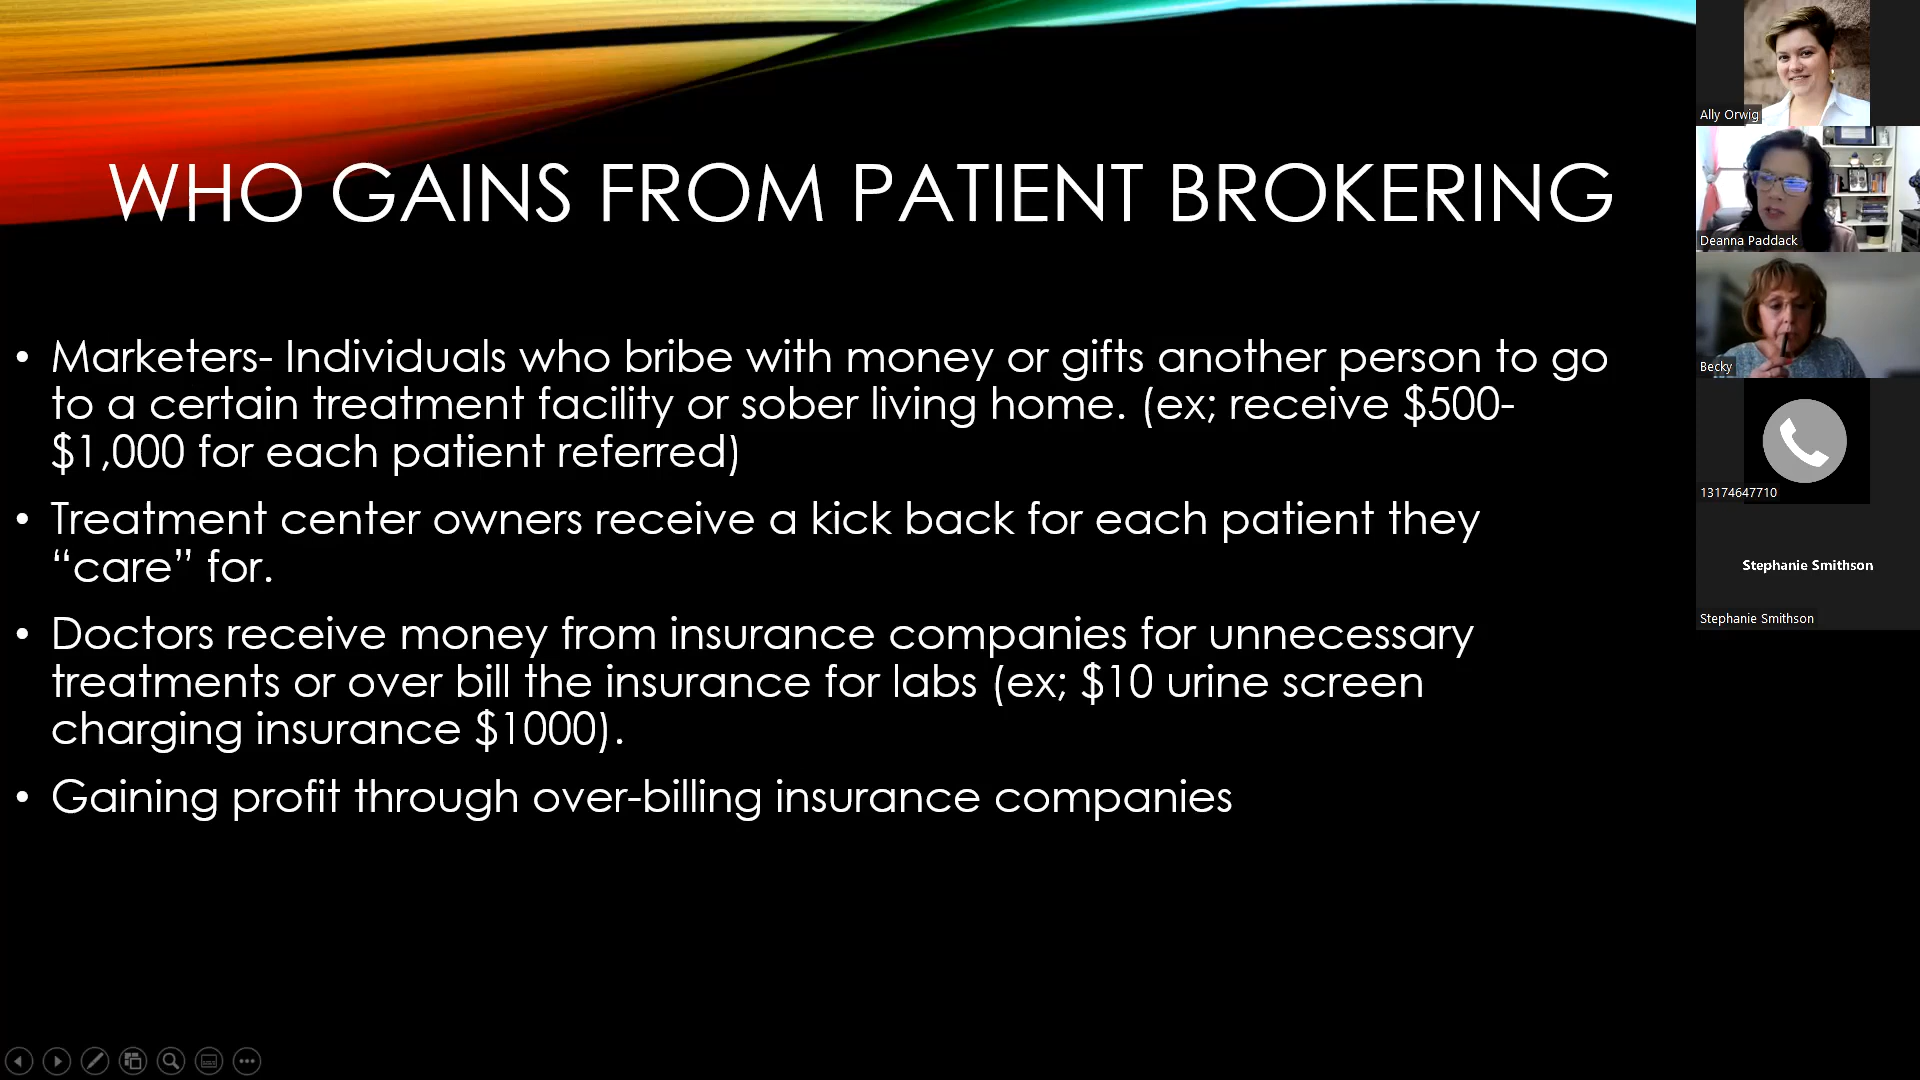 WHO GAINS FROM PATIENT BROKERING
• Marketers- Individuals who bribe with money or gifts another person to go
to a certain treatment facility or sober living home. (ex; receive $500-
$1,000 for each patient referred)
• Treatment center owners receive a kick back for each patient they
“care” for.
• Doctors receive money from insurance companies for unnecessary
treatments or over bill the insurance for labs (ex; $10 urine screen
charging insurance $1000).
• Gaining profit through over-billing insurance companies
Ally Orwig
Deanna Paddack
Becky
13174647710
Stephanie Smithson
Stephanie Smithson